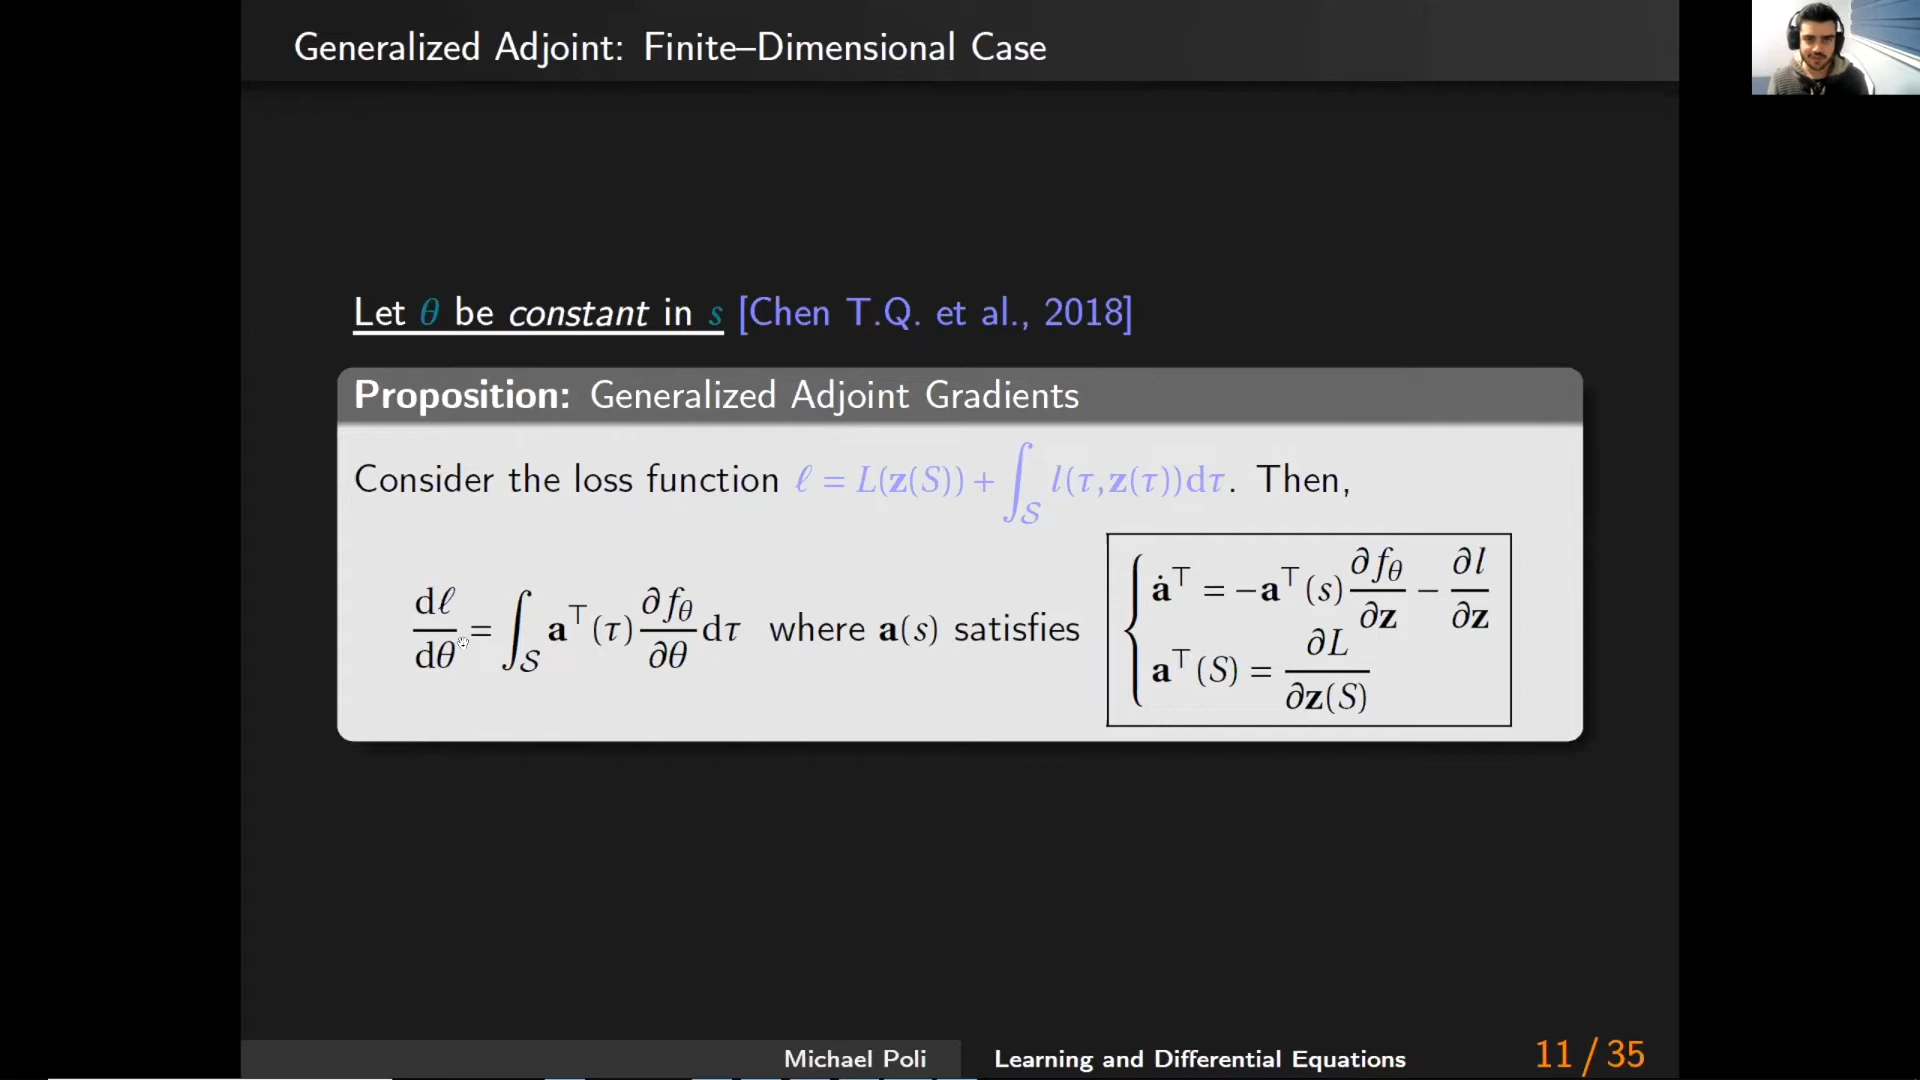 Generalized Adjoint: Finite–Dimensional Case
Let θ be constant in s [Chen T.Q. et al., 2018]
Proposition: Generalized Adjoint Gradients
Consider the loss function ℓ = L(z(S)) + ∫_𝒮 l(τ,z(τ))dτ. Then,
dℓ/dθ = ∫_𝒮 a⊤(τ) ∂f_θ/∂θ dτ where a(s) satisfies
ȧ⊤ = −a⊤(s) ∂f_θ/∂z − ∂l/∂z
a⊤(S) = ∂L/∂z(S)
Michael Poli Learning and Differential Equations 11 / 35